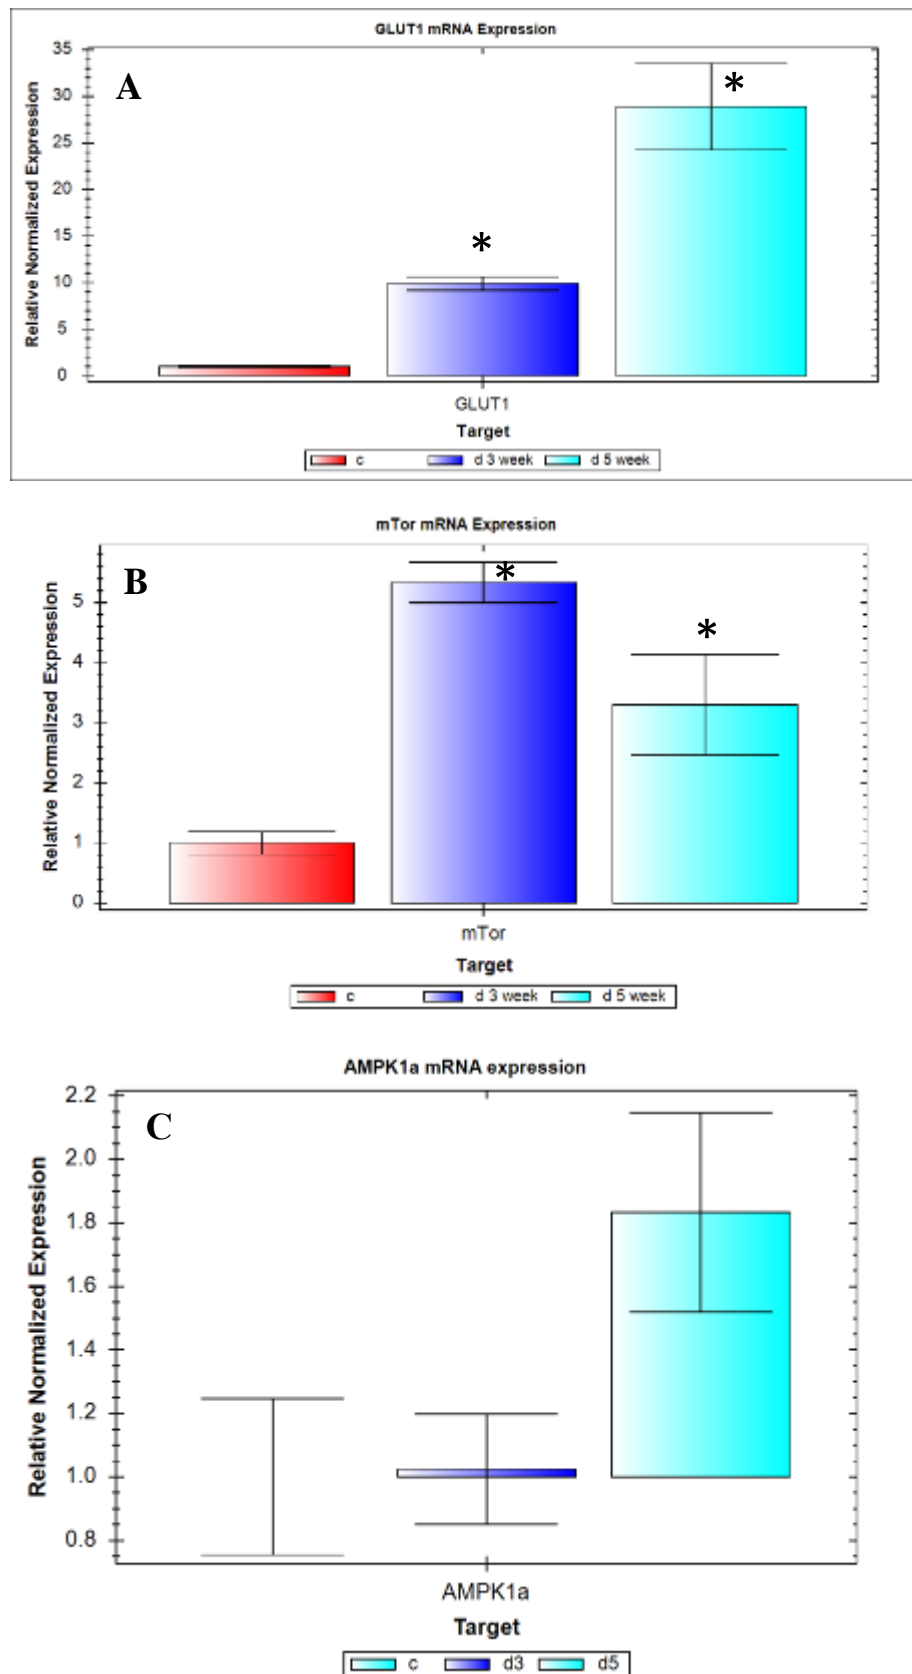 GLUT1 mRNA Expression
A
Relative Normalized Expression
35
30
25
20
15
10
5
0
*
*
GLUT1
Target
c d 3 week d 5 week
mTor mRNA Expression
B
Relative Normalized Expression
5
4
3
2
1
0
*
*
mTor
Target
c d 3 week d 5 week
AMPK1a mRNA expression
C
Relative Normalized Expression
2.2
2.0
1.8
1.6
1.4
1.2
1.0
0.8
AMPK1a
Target
c d3 d5